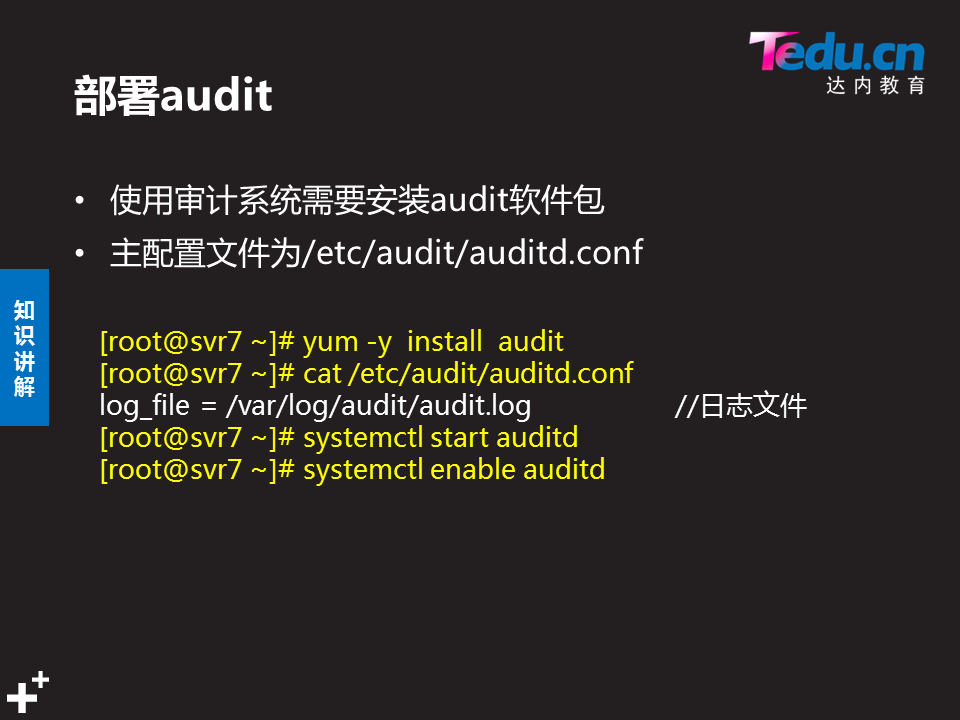 Tedu.cn
达内教育
部署audit
• 使用审计系统需要安装audit软件包
• 主配置文件为/etc/audit/auditd.conf
知识讲解
[root@svr7 ~]# yum -y  install  audit
[root@svr7 ~]# cat /etc/audit/auditd.conf
log_file = /var/log/audit/audit.log //日志文件
[root@svr7 ~]# systemctl start auditd
[root@svr7 ~]# systemctl enable auditd